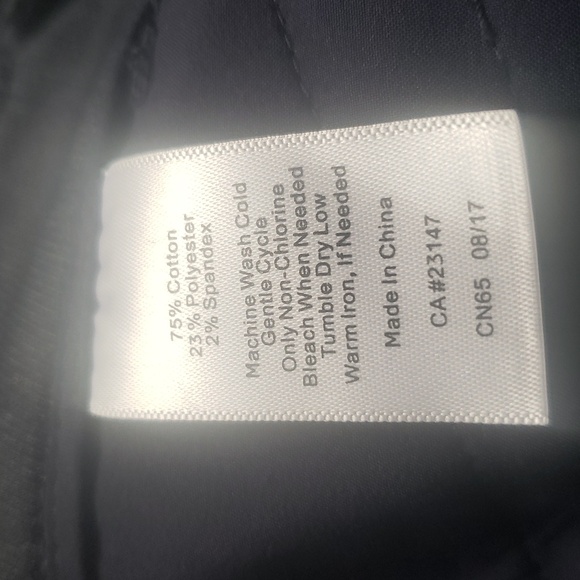 75% Cotton
23% Polyester
2% Spandex
Machine Wash Cold
Gentle Cycle
Only Non-Chlorine
Bleach When Needed
Tumble Dry Low
Warm Iron, If Needed
Made In China
CA#23147
CN65 08/17